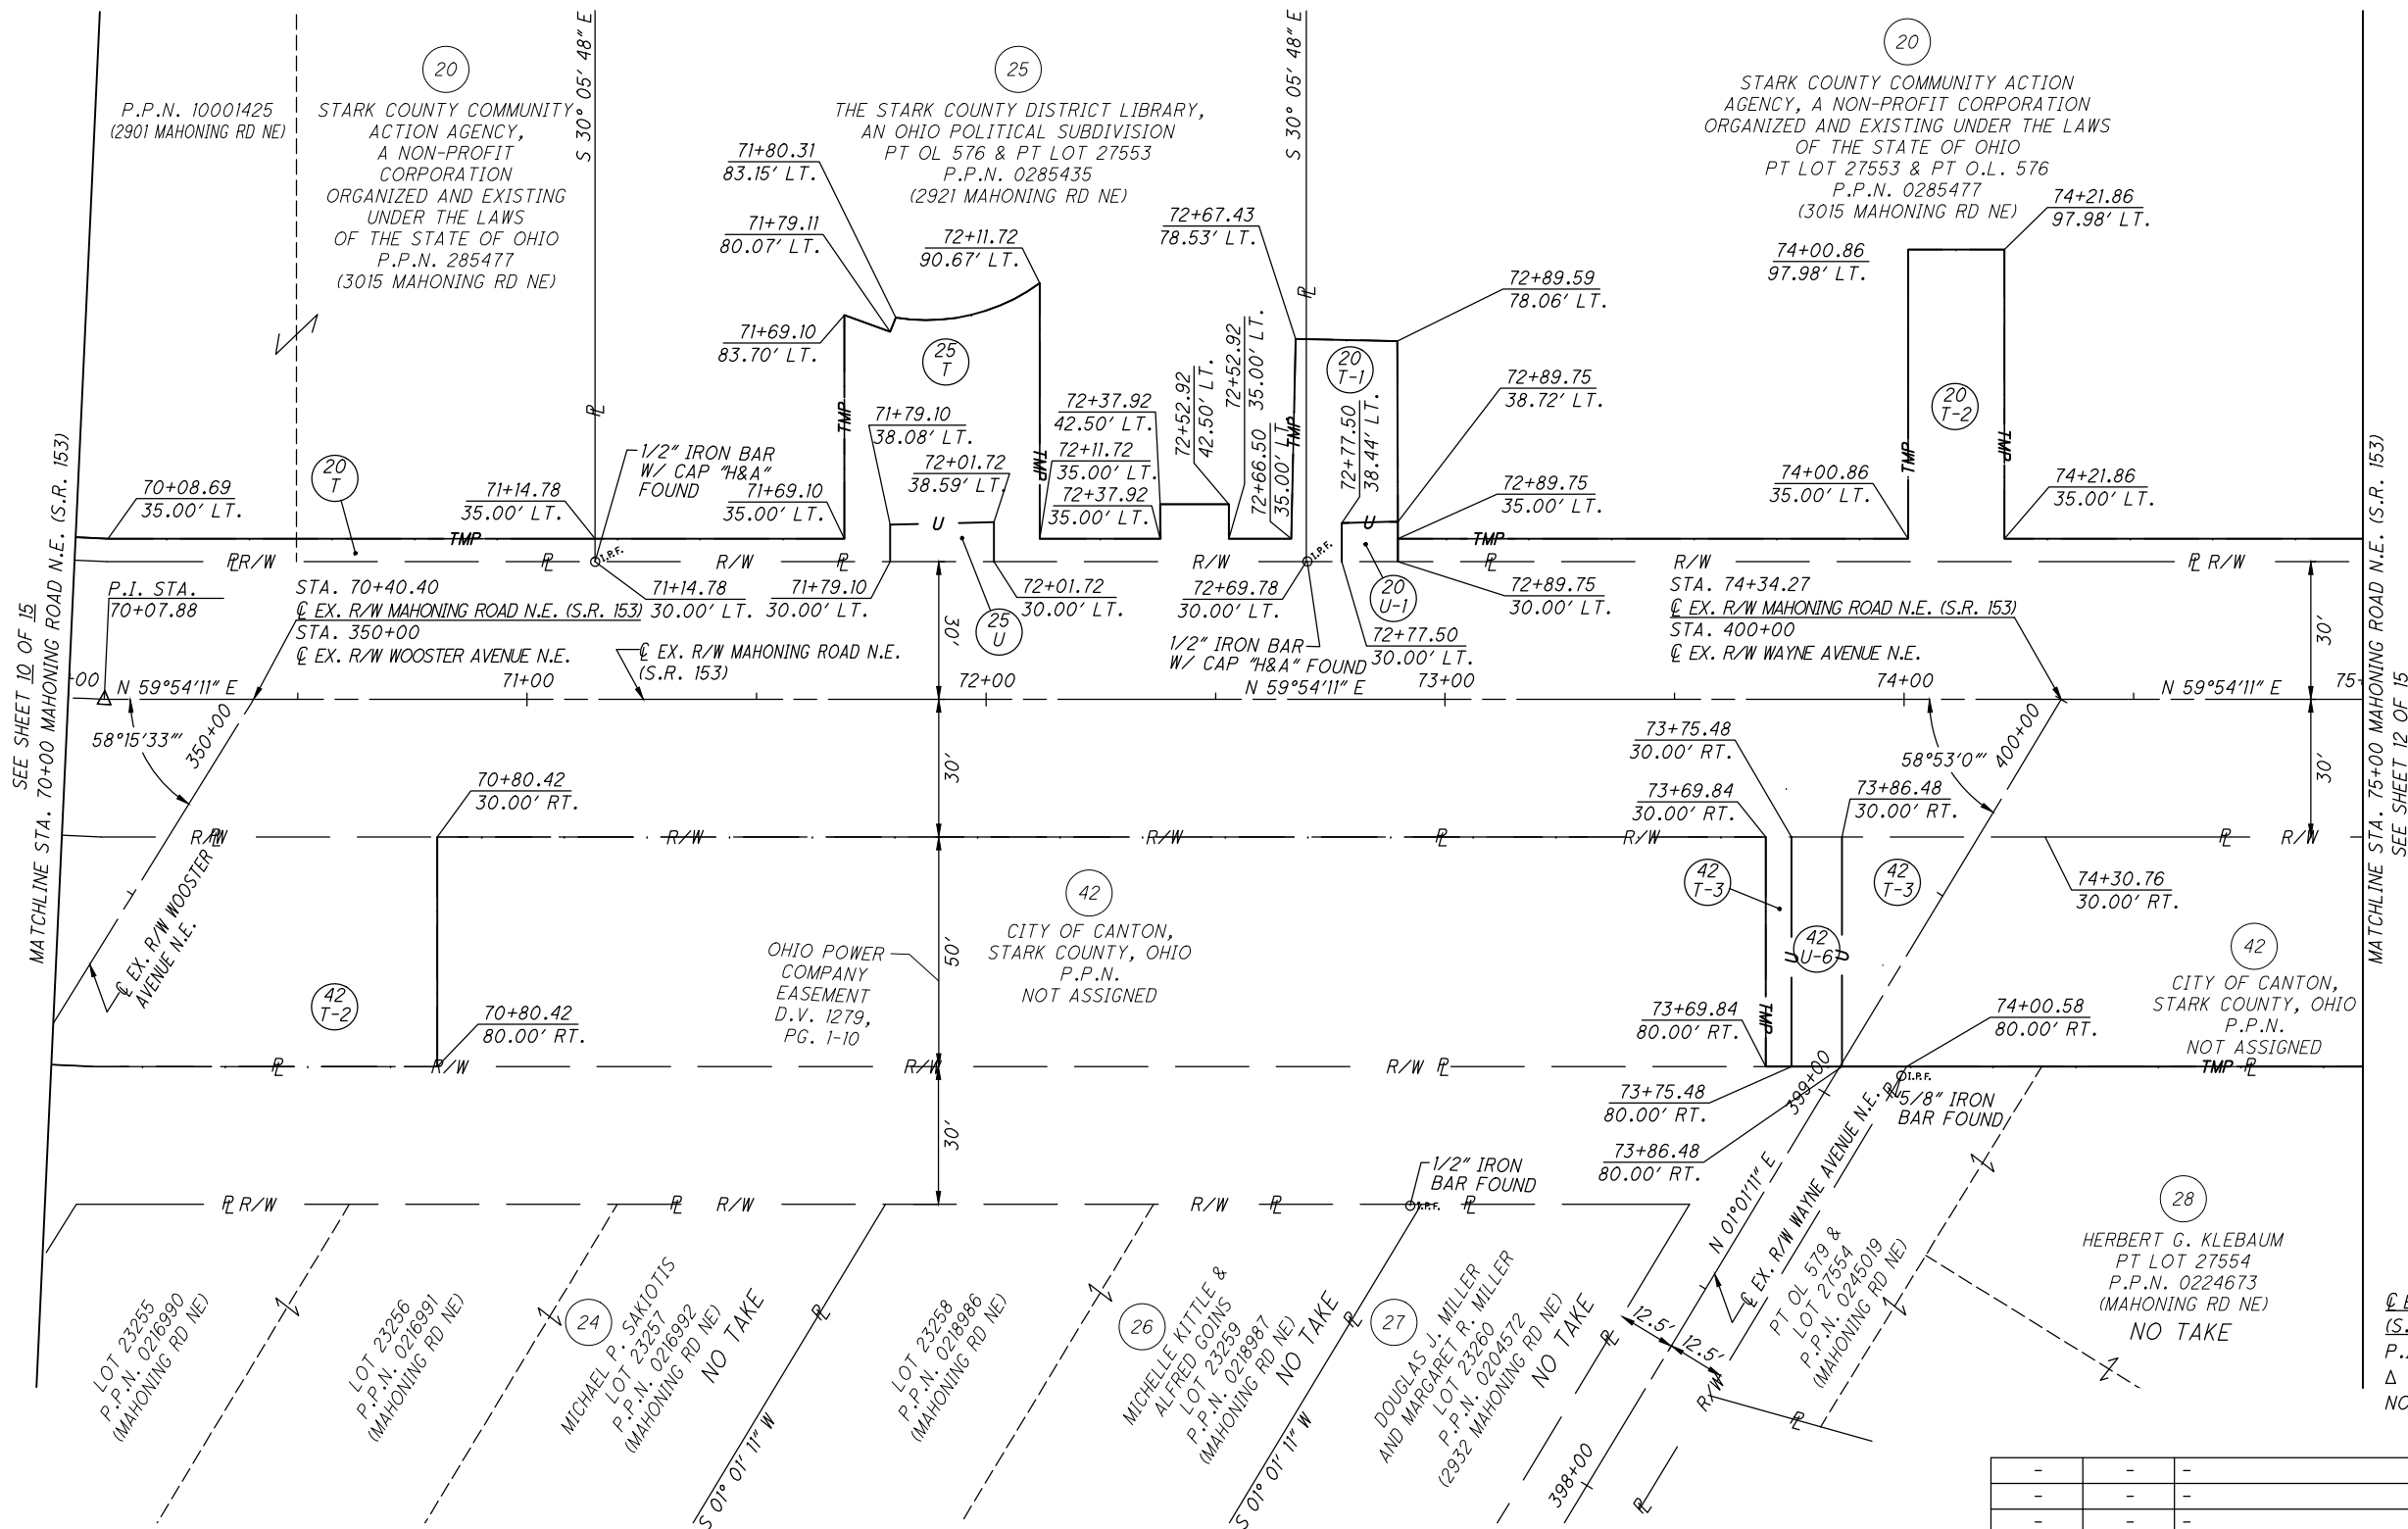 P.P.N. 10001425
(2901 MAHONING RD NE)
20
STARK COUNTY COMMUNITY
ACTION AGENCY,
A NON-PROFIT
CORPORATION
ORGANIZED AND EXISTING
UNDER THE LAWS
OF THE STATE OF OHIO
P.P.N. 285477
(3015 MAHONING RD NE)
S 30° 05' 48" E
25
THE STARK COUNTY DISTRICT LIBRARY,
AN OHIO POLITICAL SUBDIVISION
PT OL 576 & PT LOT 27553
P.P.N. 0285435
(2921 MAHONING RD NE)
S 30° 05' 48" E
20
STARK COUNTY COMMUNITY ACTION
AGENCY, A NON-PROFIT CORPORATION
ORGANIZED AND EXISTING UNDER THE LAWS
OF THE STATE OF OHIO
PT LOT 27553 & PT O.L. 576
P.P.N. 0285477
(3015 MAHONING RD NE)
71+80.31
83.15' LT.
71+79.11
80.07' LT.
72+11.72
90.67' LT.
71+69.10
83.70' LT.
72+67.43
78.53' LT.
72+89.59
78.06' LT.
74+00.86
97.98' LT.
74+21.86
97.98' LT.
25
T
20
T-1
20
T-2
20
T
71+79.10
38.08' LT.
72+01.72
38.59' LT.
72+37.92
42.50' LT.
72+11.72
35.00' LT.
72+37.92
35.00' LT.
72+52.92
42.50' LT.
72+52.92
35.00' LT.
72+66.50
35.00' LT.
72+77.50
38.44' LT.
72+89.75
38.72' LT.
72+89.75
35.00' LT.
74+00.86
35.00' LT.
74+21.86
35.00' LT.
70+08.69
35.00' LT.
71+14.78
35.00' LT.
1/2" IRON BAR
W/ CAP "H&A"
FOUND
71+69.10
35.00' LT.
TMP
TMP
TMP
TMP
TMP
TMP
TMP
U
U
I.P.F.
I.P.F.
R/W
R/W
R/W
R/W
R/W
P.I. STA.
70+07.88
STA. 70+40.40
℄ EX. R/W MAHONING ROAD N.E. (S.R. 153)
STA. 350+00
℄ EX. R/W WOOSTER AVENUE N.E.
71+14.78
30.00' LT.
71+79.10
30.00' LT.
72+01.72
30.00' LT.
25
U
72+69.78
30.00' LT.
1/2" IRON BAR
W/ CAP "H&A" FOUND
20
U-1
72+77.50
30.00' LT.
72+89.75
30.00' LT.
STA. 74+34.27
℄ EX. R/W MAHONING ROAD N.E. (S.R. 153)
STA. 400+00
℄ EX. R/W WAYNE AVENUE N.E.
℄ EX. R/W MAHONING ROAD N.E.
(S.R. 153)
30'
30'
+00
N 59°54'11" E
71+00
72+00
N 59°54'11" E
73+00
74+00
N 59°54'11" E
75+
SEE SHEET 10 OF 15
MATCHLINE STA. 70+00 MAHONING ROAD N.E. (S.R. 153)
MATCHLINE STA. 75+00 MAHONING ROAD N.E. (S.R. 153)
SEE SHEET 12 OF 15
58°15'33"'
350+00
58°53'0"'
400+00
30'
30'
70+80.42
30.00' RT.
73+75.48
30.00' RT.
73+69.84
30.00' RT.
73+86.48
30.00' RT.
R/W
R/W
R/W
R/W
R/W
℄ EX. R/W WOOSTER
AVENUE N.E.
42
T-2
70+80.42
80.00' RT.
OHIO POWER
COMPANY
EASEMENT
D.V. 1279,
PG. 1-10
50'
42
CITY OF CANTON,
STARK COUNTY, OHIO
P.P.N.
NOT ASSIGNED
42
T-3
42
T-3
42
U-6
U
U
TMP
74+30.76
30.00' RT.
42
CITY OF CANTON,
STARK COUNTY, OHIO
P.P.N.
NOT ASSIGNED
73+69.84
80.00' RT.
74+00.58
80.00' RT.
R/W
R/W
R/W
TMP
73+75.48
80.00' RT.
399+00
I.P.F.
5/8" IRON
BAR FOUND
73+86.48
80.00' RT.
30'
1/2" IRON
BAR FOUND
I.P.F.
R/W
R/W
R/W
N 01°01'11" E
℄ EX. R/W WAYNE AVENUE N.E.
LOT 23255
P.P.N. 0216990
(MAHONING RD NE)
LOT 23256
P.P.N. 0216991
(MAHONING RD NE)
24
MICHAEL P. SAKIOTIS
LOT 23257
P.P.N. 0216992
(MAHONING RD NE)
NO TAKE
S 01° 01' 11" W
LOT 23258
P.P.N. 0218986
(MAHONING RD NE)
26
MICHELLE KITTLE &
ALFRED GOINS
LOT 23259
P.P.N. 0218987
(MAHONING RD NE)
NO TAKE
S 01° 01' 11" W
27
DOUGLAS J. MILLER
AND MARGARET R. MILLER
LOT 23260
P.P.N. 0204572
(2932 MAHONING RD NE)
NO TAKE
12.5'
12.5'
398+00
R/W
PT OL 579 &
LOT 27554
P.P.N. 0245019
(MAHONING RD NE)
28
HERBERT G. KLEBAUM
PT LOT 27554
P.P.N. 0224673
(MAHONING RD NE)
NO TAKE
℄ E
(S.
P.
Δ
NO
- - -
- - -
- - -